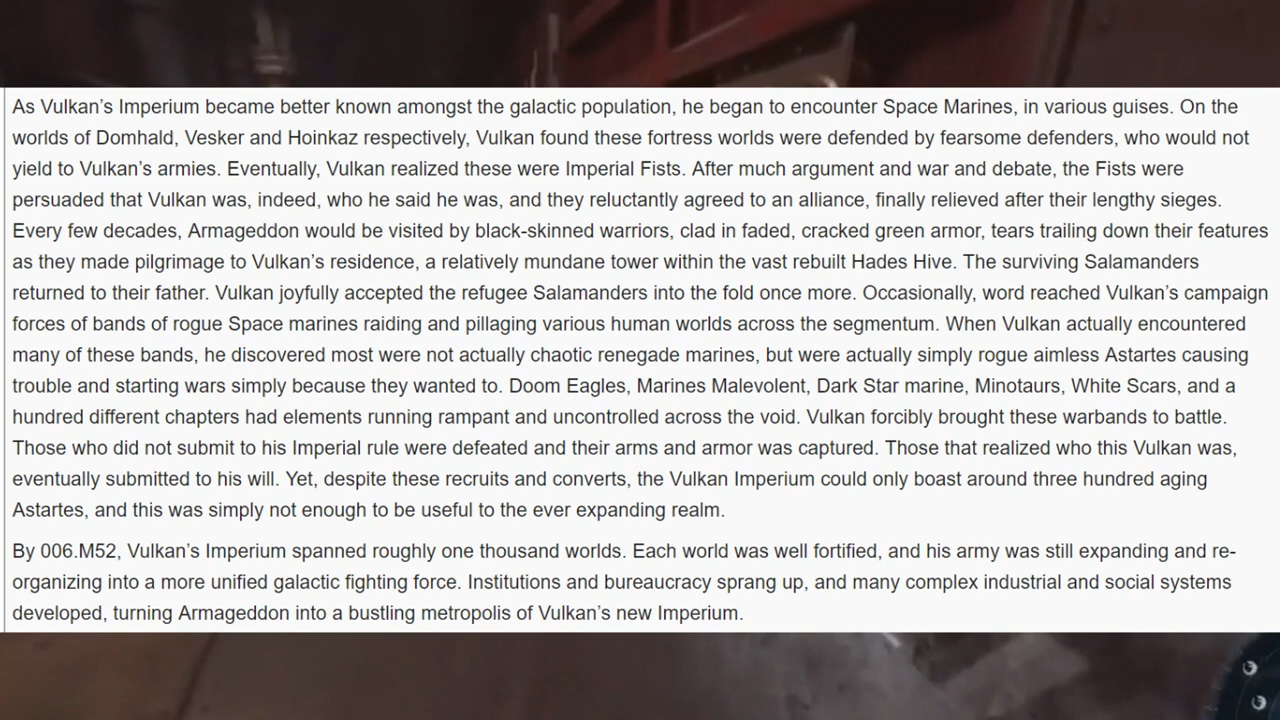 As Vulkan’s Imperium became better known amongst the galactic population, he began to encounter Space Marines, in various guises. On the
worlds of Domhald, Vesker and Hoinkaz respectively, Vulkan found these fortress worlds were defended by fearsome defenders, who would not
yield to Vulkan’s armies. Eventually, Vulkan realized these were Imperial Fists. After much argument and war and debate, the Fists were
persuaded that Vulkan was, indeed, who he said he was, and they reluctantly agreed to an alliance, finally relieved after their lengthy sieges.
Every few decades, Armageddon would be visited by black-skinned warriors, clad in faded, cracked green armor, tears trailing down their features
as they made pilgrimage to Vulkan’s residence, a relatively mundane tower within the vast rebuilt Hades Hive. The surviving Salamanders
returned to their father. Vulkan joyfully accepted the refugee Salamanders into the fold once more. Occasionally, word reached Vulkan’s campaign
forces of bands of rogue Space marines raiding and pillaging various human worlds across the segmentum. When Vulkan actually encountered
many of these bands, he discovered most were not actually chaotic renegade marines, but were actually simply rogue aimless Astartes causing
trouble and starting wars simply because they wanted to. Doom Eagles, Marines Malevolent, Dark Star marine, Minotaurs, White Scars, and a
hundred different chapters had elements running rampant and uncontrolled across the void. Vulkan forcibly brought these warbands to battle.
Those who did not submit to his Imperial rule were defeated and their arms and armor was captured. Those that realized who this Vulkan was,
eventually submitted to his will. Yet, despite these recruits and converts, the Vulkan Imperium could only boast around three hundred aging
Astartes, and this was simply not enough to be useful to the ever expanding realm.
By 006.M52, Vulkan’s Imperium spanned roughly one thousand worlds. Each world was well fortified, and his army was still expanding and re-
organizing into a more unified galactic fighting force. Institutions and bureaucracy sprang up, and many complex industrial and social systems
developed, turning Armageddon into a bustling metropolis of Vulkan’s new Imperium.